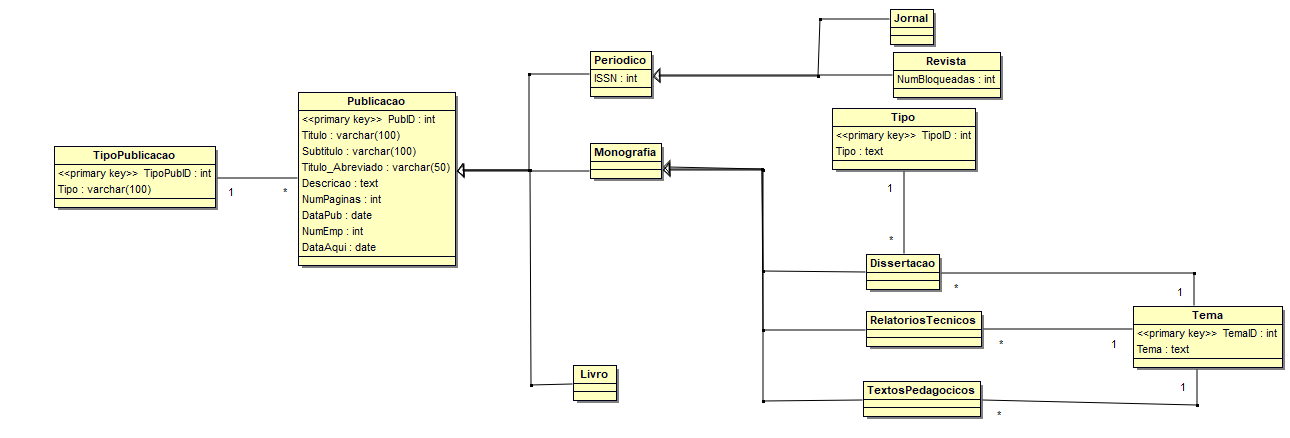 Jornal
Periodico
ISSN : int
Revista
NumBloqueadas : int
Publicacao
<<primary key>> PubID : int
Titulo : varchar(100)
Subtitulo : varchar(100)
Titulo_Abreviado : varchar(50)
Descricao : text
NumPaginas : int
DataPub : date
NumEmp : int
DataAqui : date
Tipo
<<primary key>> TipoID : int
Tipo : text
TipoPublicacao
<<primary key>> TipoPubID : int
Tipo : varchar(100)
1
*
Monografia
1
*
Dissertacao
*
1
RelatoriosTecnicos
*
1
Tema
<<primary key>> TemaID : int
Tema : text
Livro
TextosPedagocicos
*
1